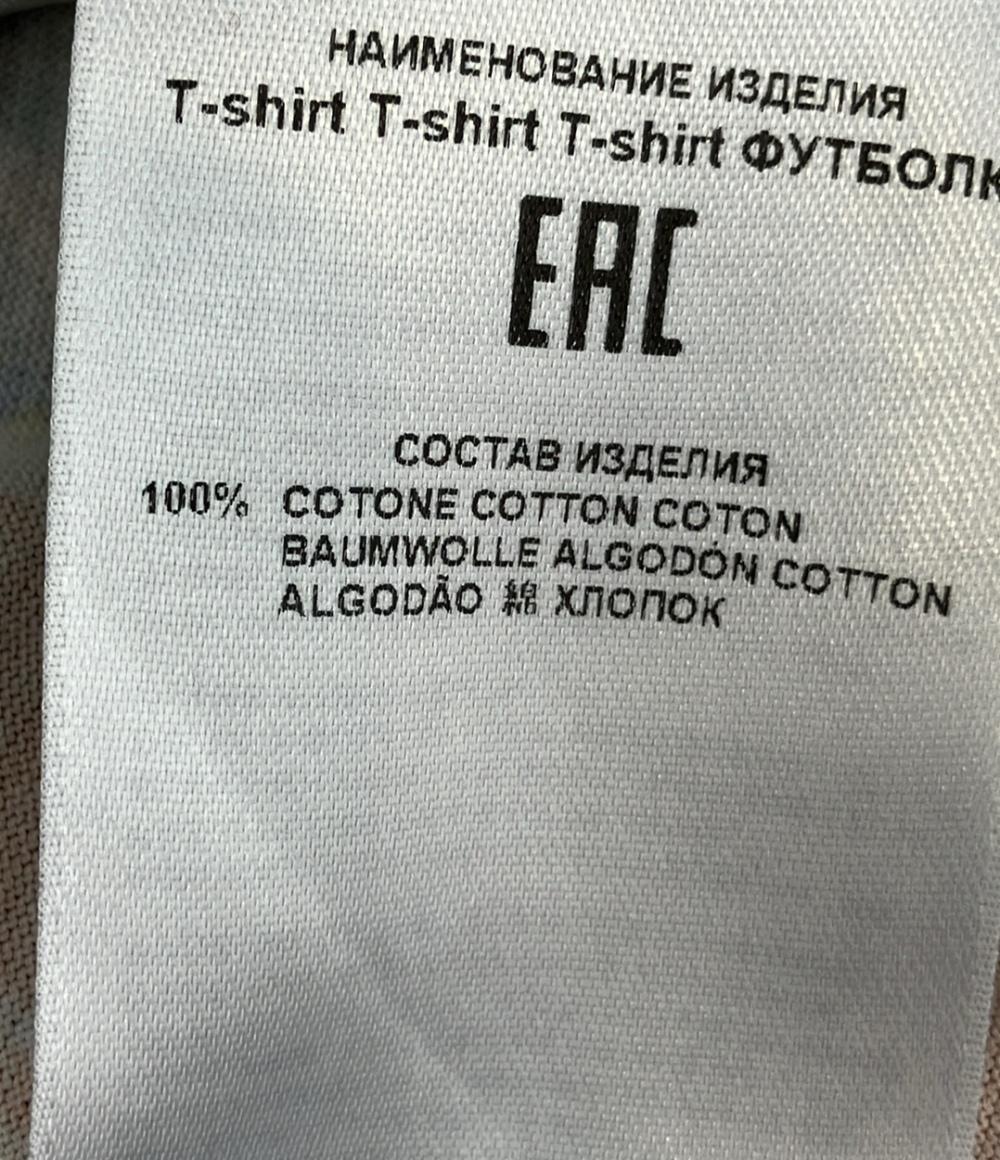 НАИМЕНОВАНИЕ ИЗДЕЛИЯ
T-shirt T-shirt T-shirt ФУТБОЛК
EAC
СОСТАВ ИЗДЕЛИЯ
100% COTONE COTTON COTON
BAUMWOLLE ALGODÓN COTTON
ALGODÃO 綿 棉 ХЛОПОК